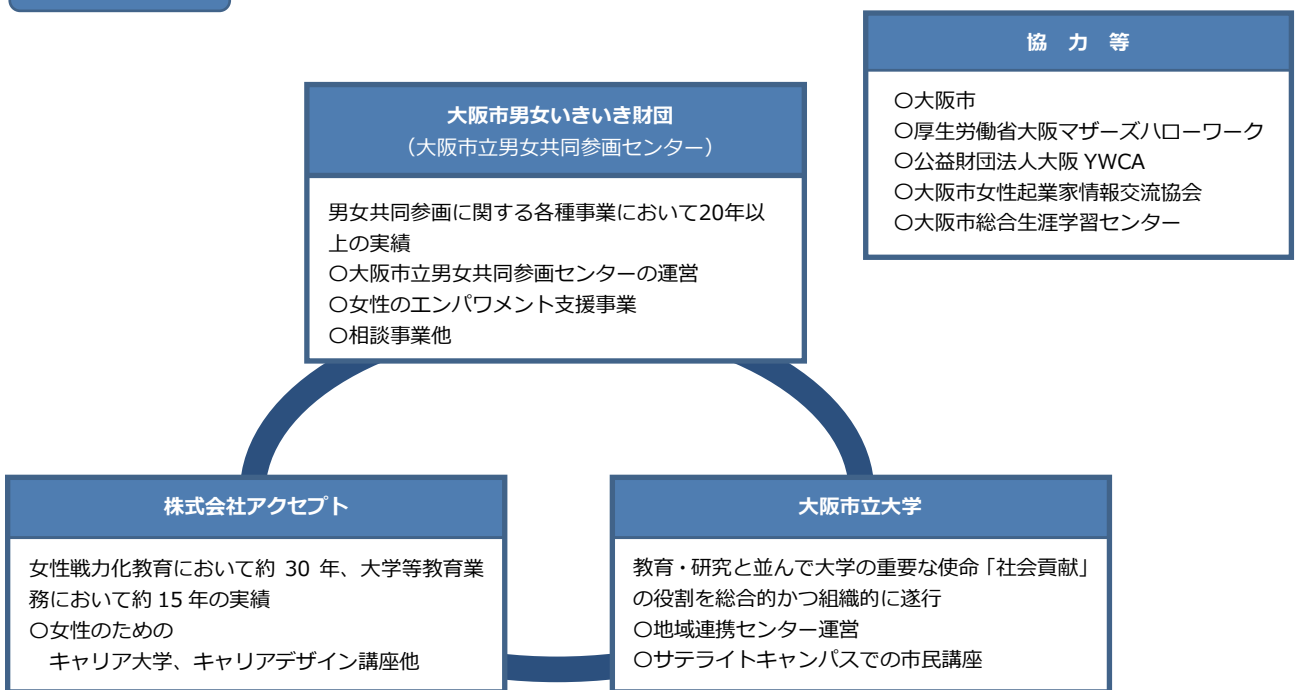 協 力 等
〇大阪市
〇厚生労働省大阪マザーズハローワーク
〇公益財団法人大阪 YWCA
〇大阪市女性起業家情報交流協会
〇大阪市総合生涯学習センター
大阪市男女いきいき財団
（大阪市立男女共同参画センター）
男女共同参画に関する各種事業において20年以
上の実績
〇大阪市立男女共同参画センターの運営
〇女性のエンパワメント支援事業
〇相談事業他
株式会社アクセプト
女性戦力化教育において約 30 年、大学等教育業
務において約 15 年の実績
〇女性のための
キャリア大学、キャリアデザイン講座他
大阪市立大学
教育・研究と並んで大学の重要な使命「社会貢献」
の役割を総合的かつ組織的に遂行
〇地域連携センター運営
〇サテライトキャンパスでの市民講座